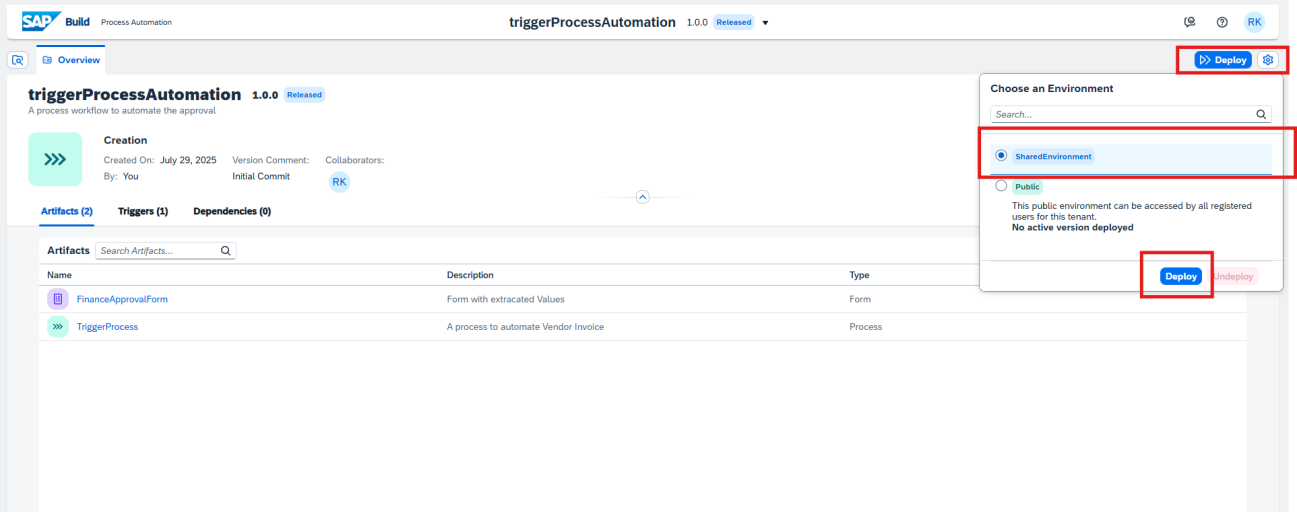 SAP Build Process Automation
triggerProcessAutomation 1.0.0 Released
RK
Overview
Deploy
triggerProcessAutomation 1.0.0 Released
A process workflow to automate the approval
Creation
Created On: July 29, 2025 Version Comment: Collaborators:
By: You Initial Commit RK
Artifacts (2) Triggers (1) Dependencies (0)
Artifacts Search Artifacts...
Name Description Type
FinanceApprovalForm Form with extracated Values Form
TriggerProcess A process to automate Vendor Invoice Process
Choose an Environment
Search...
SharedEnvironment
Public
This public environment can be accessed by all registered
users for this tenant.
No active version deployed
Deploy Undeploy